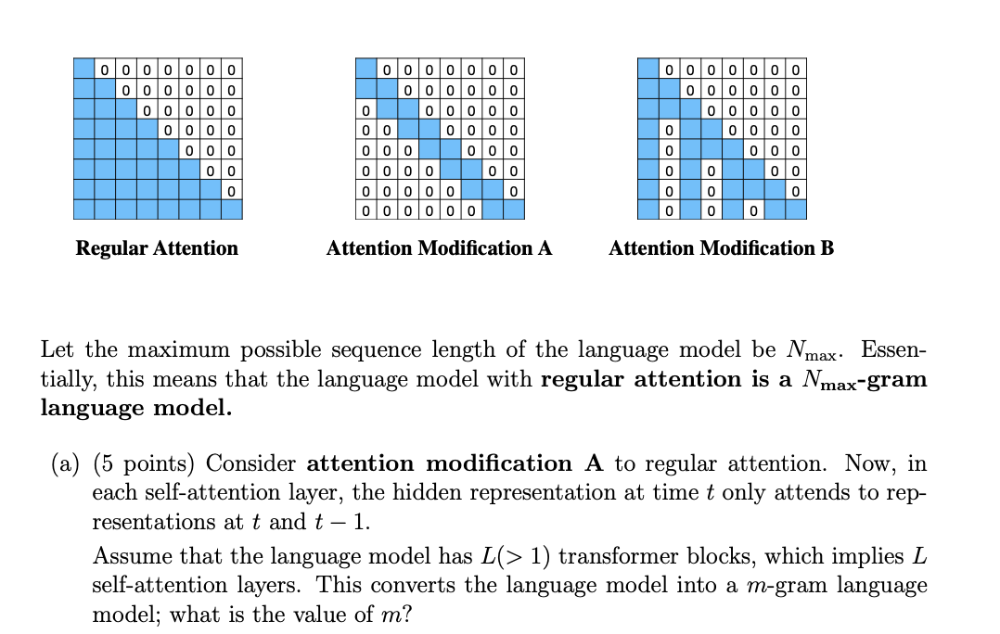 0 0 0 0 0 0 0 0 0 0 0 0 0 0 0 0 0 0 0 0 0
0 0 0 0 0 0 0 0 0 0 0 0 0 0 0 0 0 0
0 0 0 0 0 0 0 0 0 0 0 0 0 0 0 0
0 0 0 0 0 0 0 0 0 0 0 0 0 0 0
0 0 0 0 0 0 0 0 0 0 0 0 0
0 0 0 0 0 0 0 0 0 0 0 0
0 0 0 0 0 0 0 0 0 0
0 0 0 0 0 0 0 0 0
Regular Attention Attention Modification A Attention Modification B
Let the maximum possible sequence length of the language model be N_max. Essen-
tially, this means that the language model with regular attention is a N_max-gram
language model.
(a) (5 points) Consider attention modification A to regular attention. Now, in
each self-attention layer, the hidden representation at time t only attends to rep-
resentations at t and t − 1.
Assume that the language model has L(> 1) transformer blocks, which implies L
self-attention layers. This converts the language model into a m-gram language
model; what is the value of m?